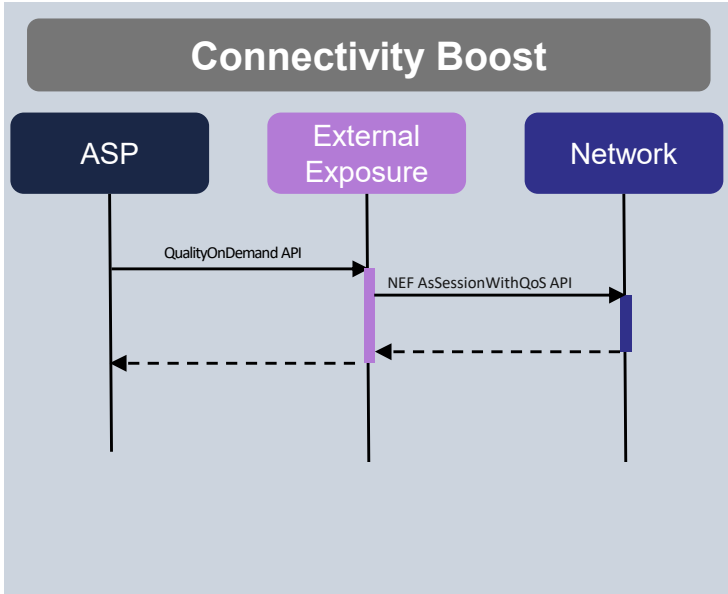 Connectivity Boost
ASP
External
Exposure
Network
QualityOnDemand API
NEF AsSessionWithQoS API